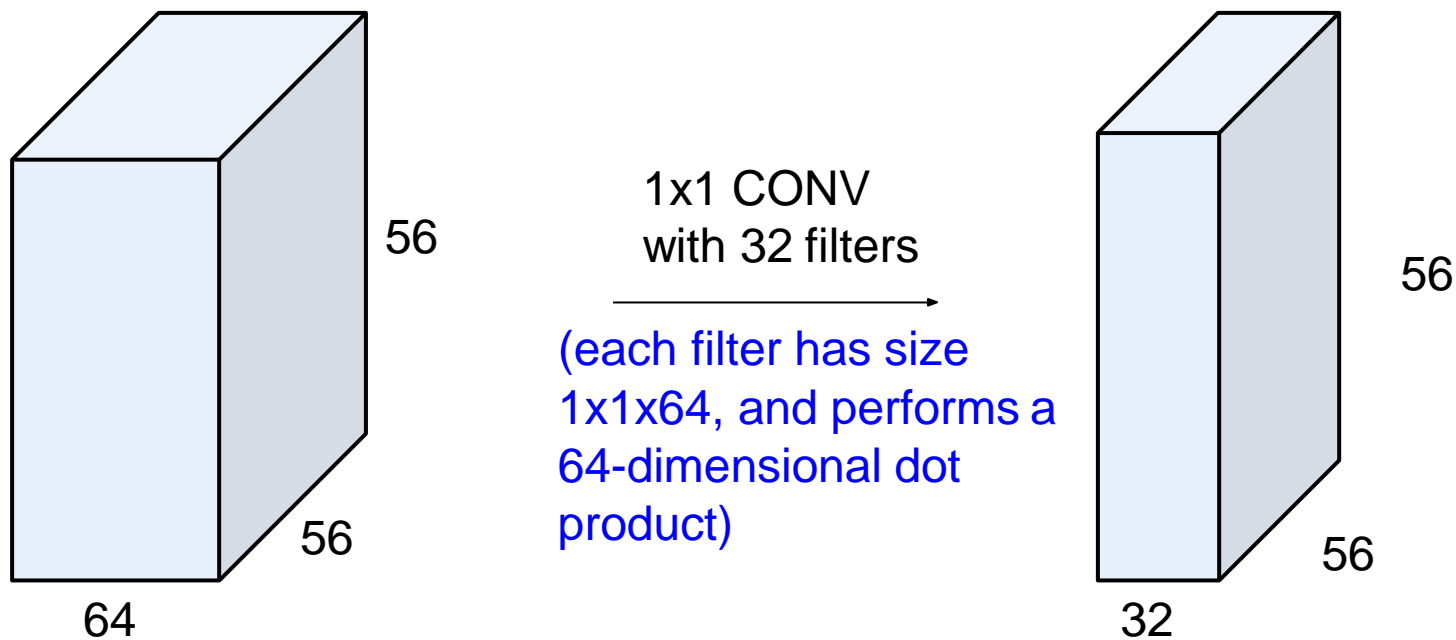 56
56
64
1x1 CONV
with 32 filters
(each filter has size
1x1x64, and performs a
64-dimensional dot
product)
56
56
32